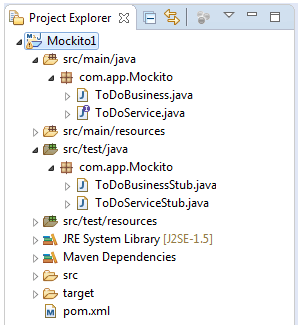 Project Explorer
Mockito1
src/main/java
com.app.Mockito
ToDoBusiness.java
ToDoService.java
src/main/resources
src/test/java
com.app.Mockito
ToDoBusinessStub.java
ToDoServiceStub.java
src/test/resources
JRE System Library [J2SE-1.5]
Maven Dependencies
src
target
pom.xml